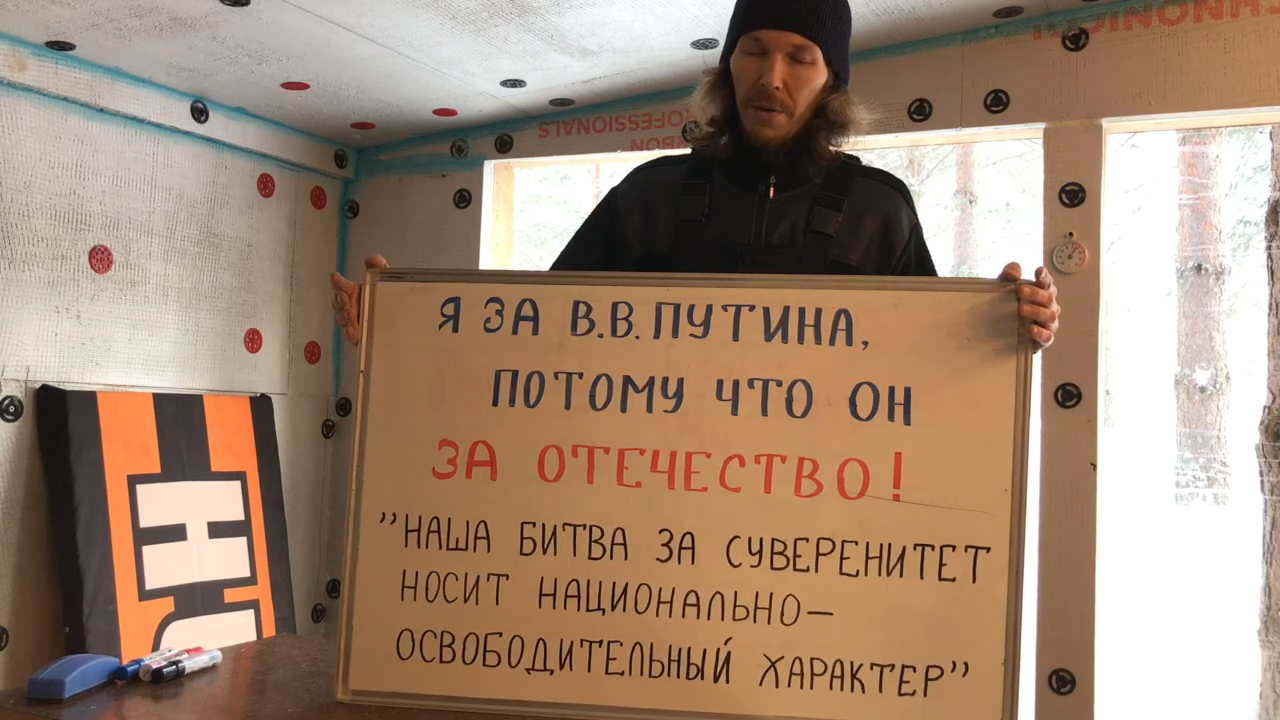 Я ЗА В.В. ПУТИНА,
ПОТОМУ ЧТО ОН
ЗА ОТЕЧЕСТВО!
"НАША БИТВА ЗА СУВЕРЕНИТЕТ
НОСИТ НАЦИОНАЛЬНО-
ОСВОБОДИТЕЛЬНЫЙ ХАРАКТЕР"